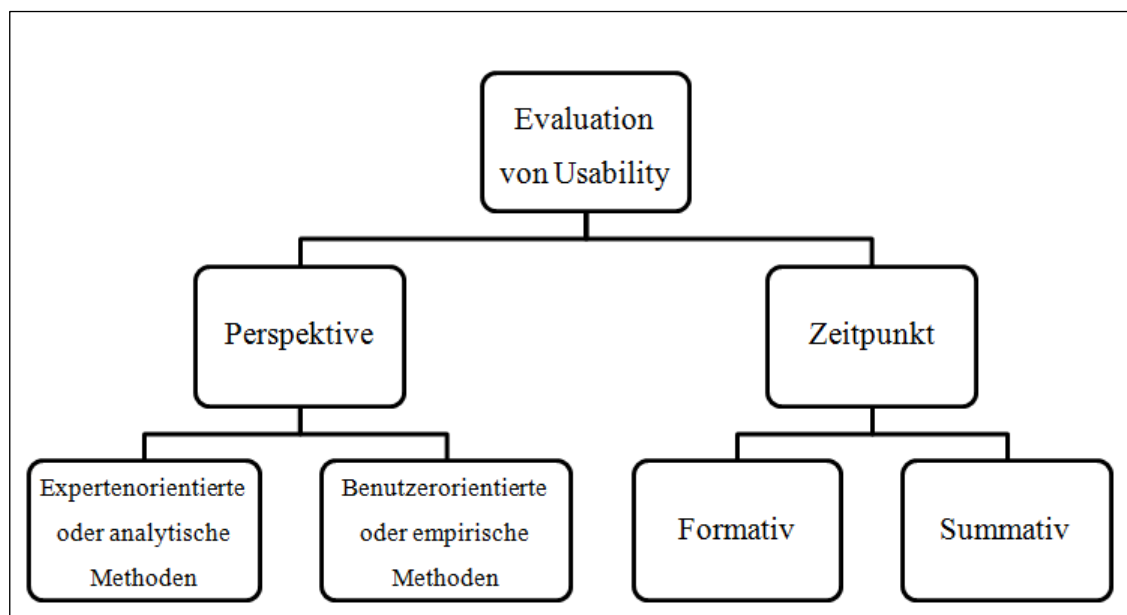 Evaluation
von Usability
Perspektive
Zeitpunkt
Expertenorientierte
oder analytische
Methoden
Benutzerorientierte
oder empirische
Methoden
Formativ
Summativ